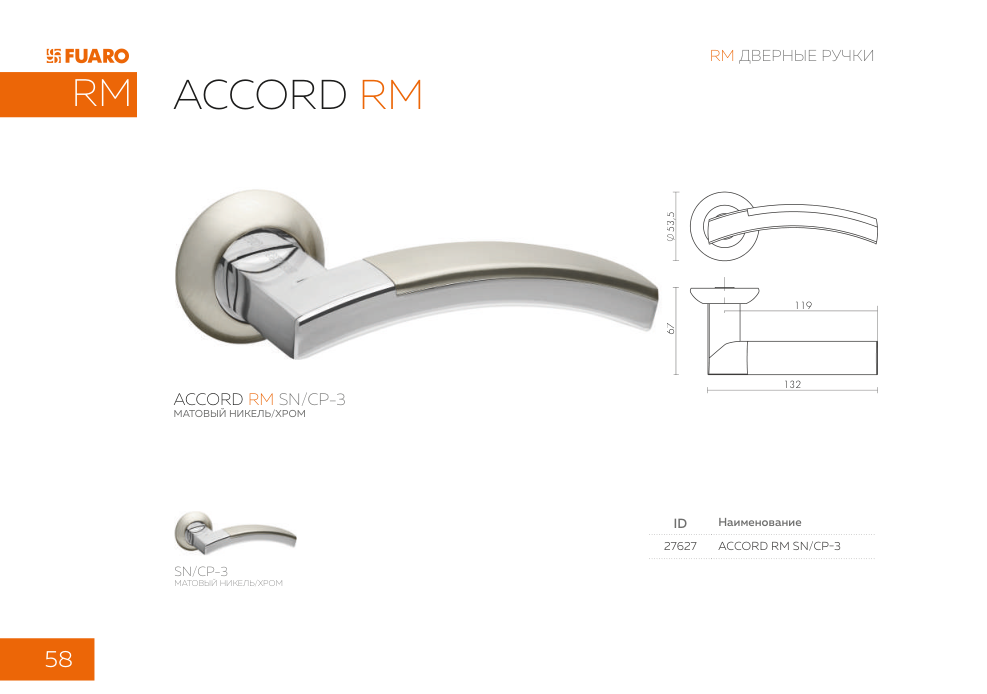 FUARO
RM ДВЕРНЫЕ РУЧКИ
RM
ACCORD RM
Ø 53,5
67
119
132
ACCORD RM SN/CP-3
МАТОВЫЙ НИКЕЛЬ/ХРОМ
SN/CP-3
МАТОВЫЙ НИКЕЛЬ/ХРОМ
ID Наименование
27627 ACCORD RM SN/CP-3
58